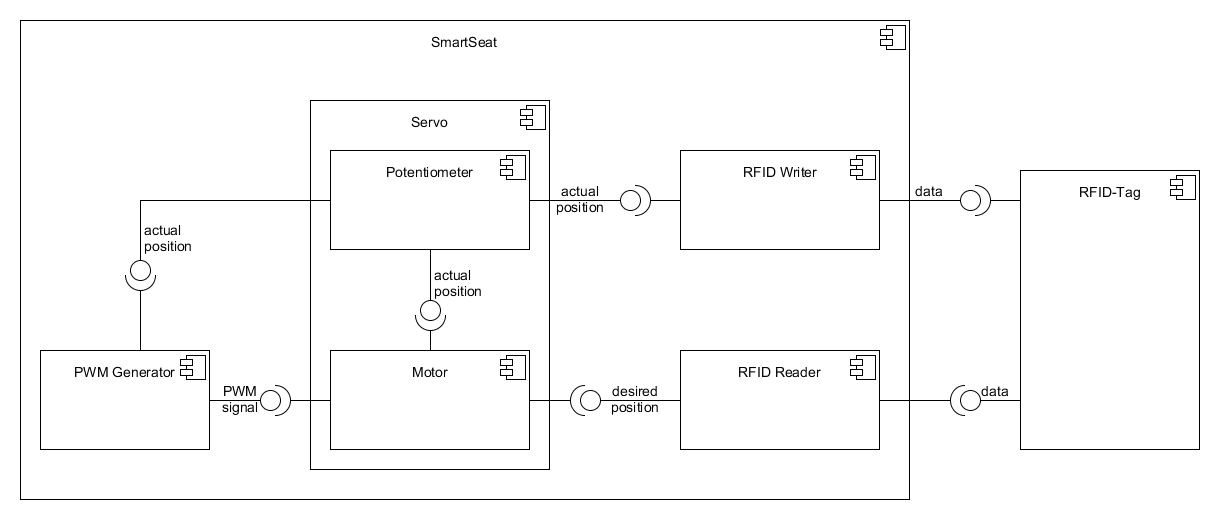 SmartSeat
Servo
Potentiometer
actual
position
RFID Writer
data
RFID-Tag
actual
position
actual
position
PWM Generator
PWM
signal
Motor
desired
position
RFID Reader
data